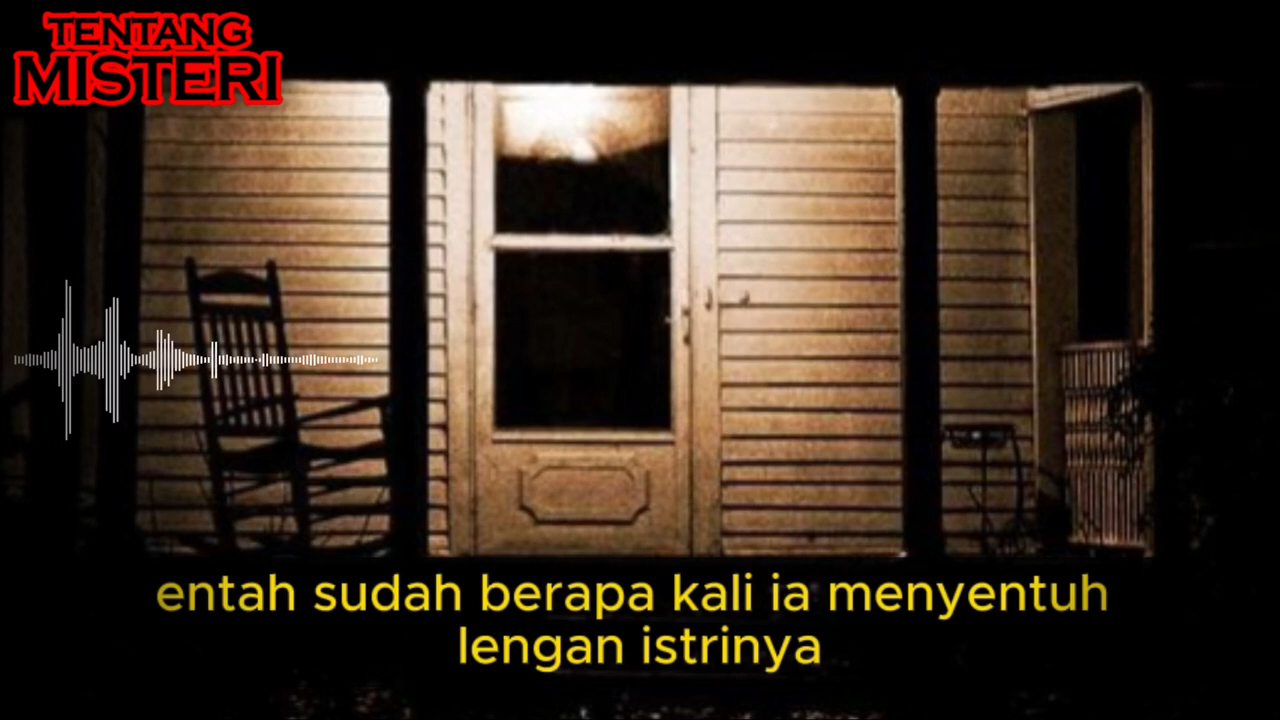 TENTANG
MISTERI
entah sudah berapa kali ia menyentuh
lengan istrinya